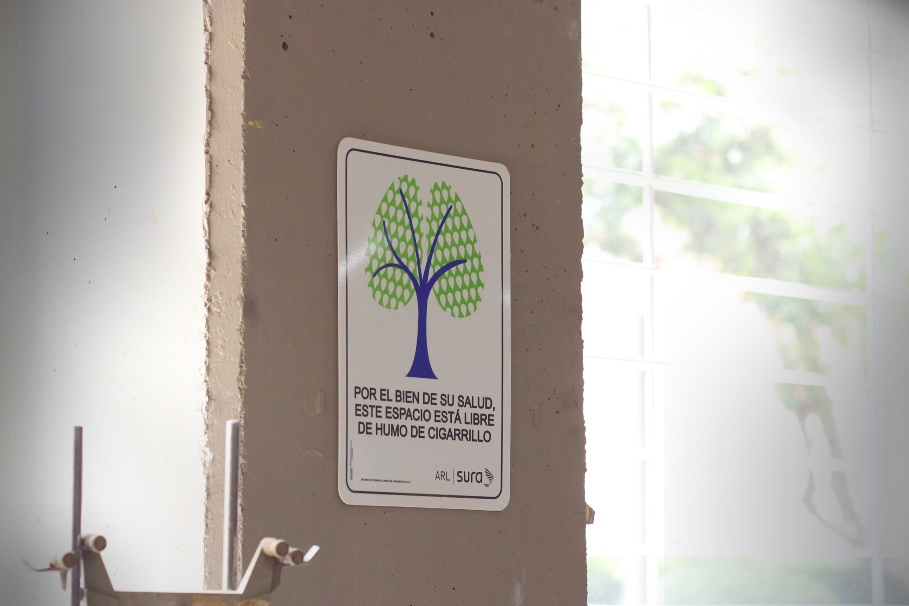 POR EL BIEN DE SU SALUD,
ESTE ESPACIO ESTÁ LIBRE
DE HUMO DE CIGARRILLO
ARL | sura